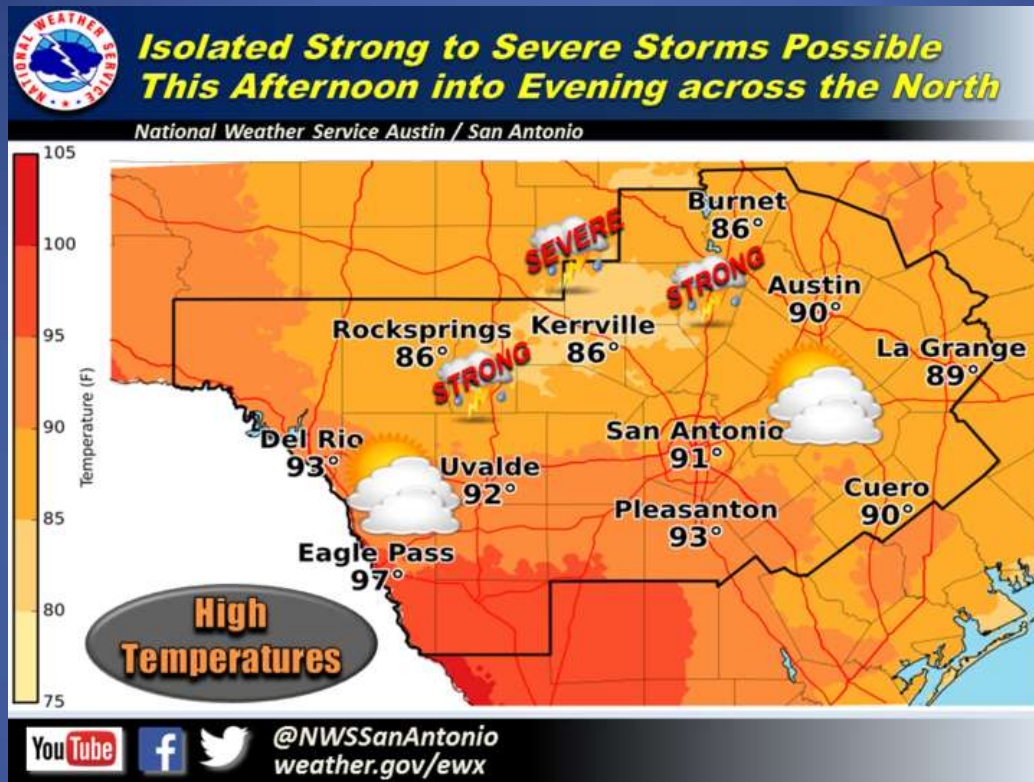 NATIONAL WEATHER SERVICE
Isolated Strong to Severe Storms Possible
This Afternoon into Evening across the North
National Weather Service Austin / San Antonio
105
100
95
90
85
80
75
Temperature (F)
Burnet
86°
SEVERE
STRONG
Austin
90°
Rocksprings
86°
Kerrville
86°
La Grange
89°
STRONG
Del Rio
93°
Uvalde
92°
San Antonio
91°
Pleasanton
93°
Cuero
90°
Eagle Pass
97°
High
Temperatures
YouTube
f
@NWSSanAntonio
weather.gov/ewx